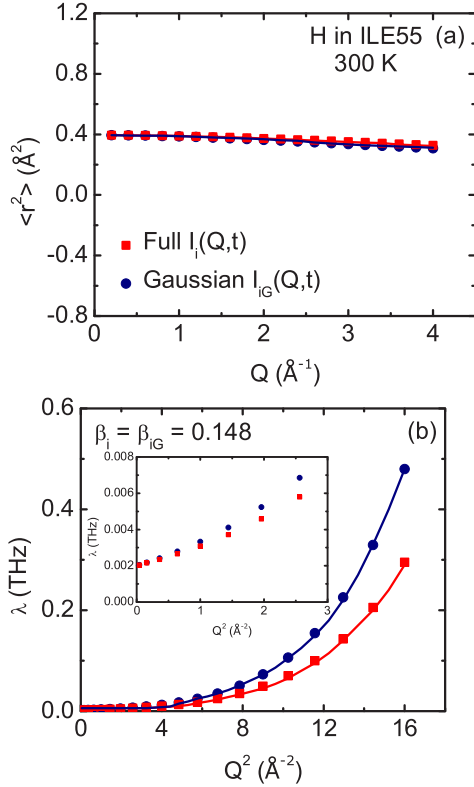 H in ILE55 (a)
300 K
<r²> (Å²)
1.2
0.8
0.4
0.0
-0.4
-0.8
Full Iᵢ(Q,t)
Gaussian I_iG(Q,t)
0 1 2 3 4
Q (Å⁻¹)
βᵢ = β_iG = 0.148 (b)
λ (THz)
0.6
0.4
0.2
0.0
λ (THz)
0.008
0.006
0.004
0.002
0.000
0 1 2 3
Q² (Å⁻²)
0 4 8 12 16
Q² (Å⁻²)